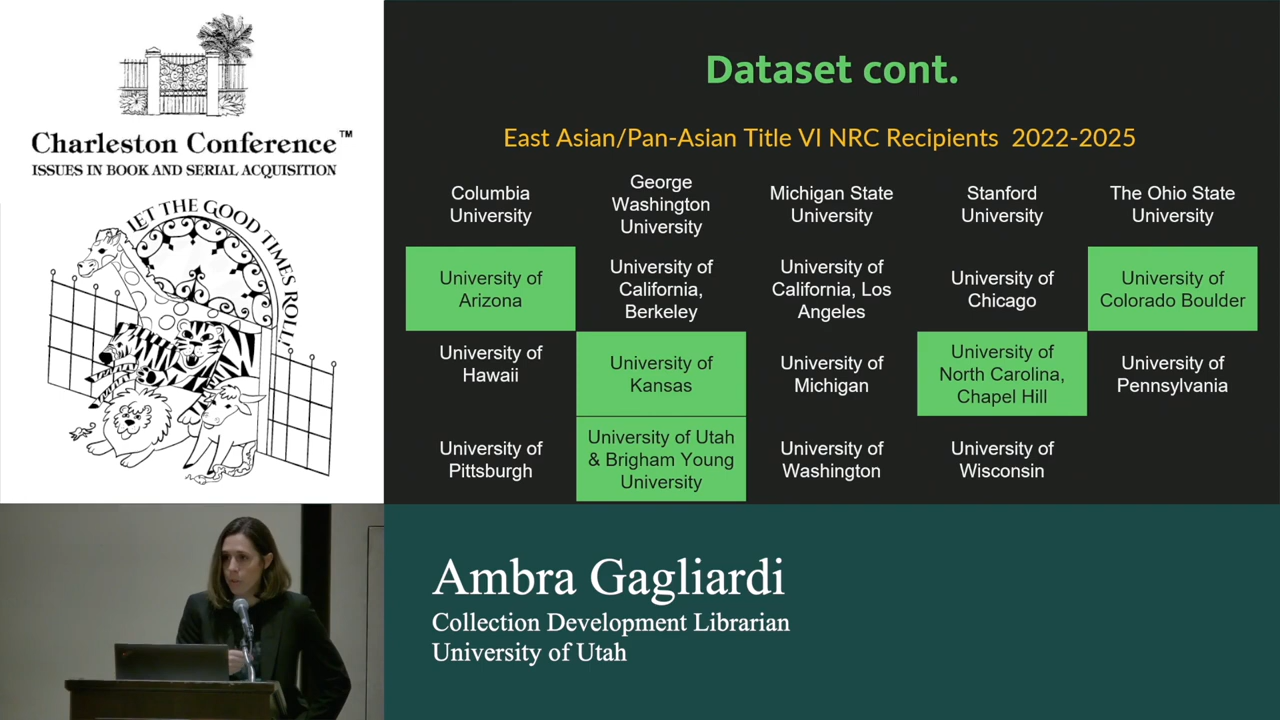 Charleston Conference™
ISSUES IN BOOK AND SERIAL ACQUISITION
LET THE GOOD TIMES ROLL!
Dataset cont.
East Asian/Pan-Asian Title VI NRC Recipients 2022-2025
Columbia
University
George
Washington
University
Michigan State
University
Stanford
University
The Ohio State
University
University of
Arizona
University of
California,
Berkeley
University of
California, Los
Angeles
University of
Chicago
University of
Colorado Boulder
University of
Hawaii
University of
Kansas
University of
Michigan
University of
North Carolina,
Chapel Hill
University of
Pennsylvania
University of
Pittsburgh
University of Utah
& Brigham Young
University
University of
Washington
University of
Wisconsin
Ambra Gagliardi
Collection Development Librarian
University of Utah